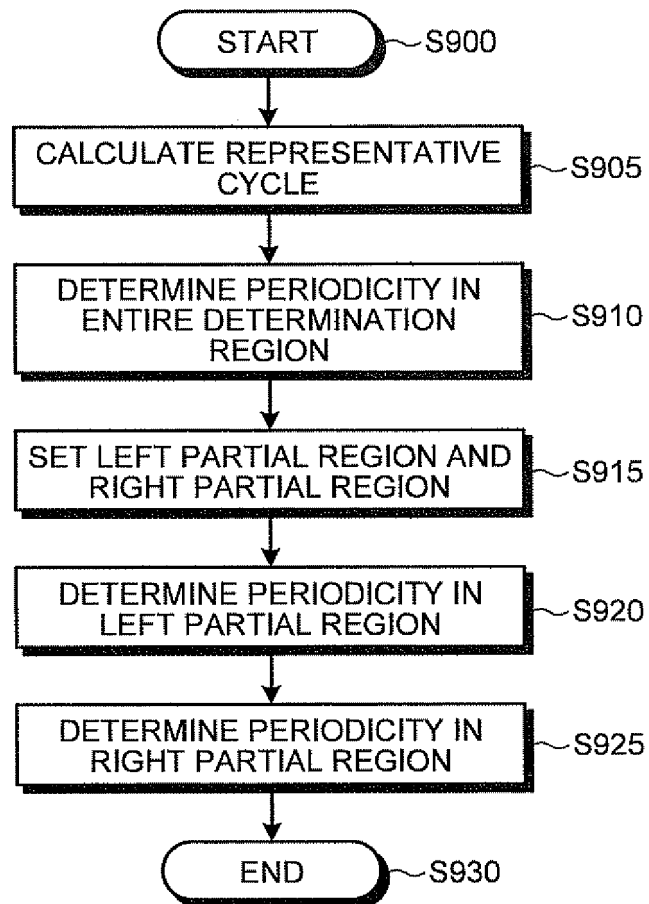 START
S900
CALCULATE REPRESENTATIVE
CYCLE
S905
DETERMINE PERIODICITY IN
ENTIRE DETERMINATION
REGION
S910
SET LEFT PARTIAL REGION AND
RIGHT PARTIAL REGION
S915
DETERMINE PERIODICITY IN
LEFT PARTIAL REGION
S920
DETERMINE PERIODICITY IN
RIGHT PARTIAL REGION
S925
END
S930